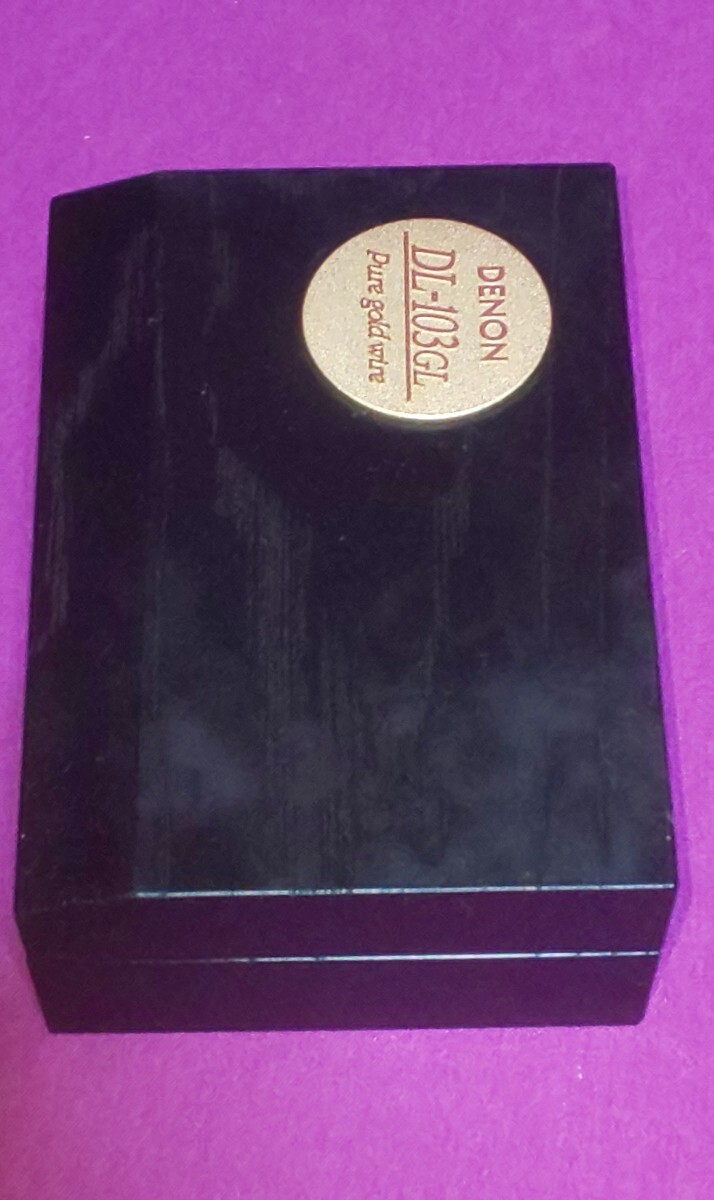 DENON
DL-103GL
Pure gold wire